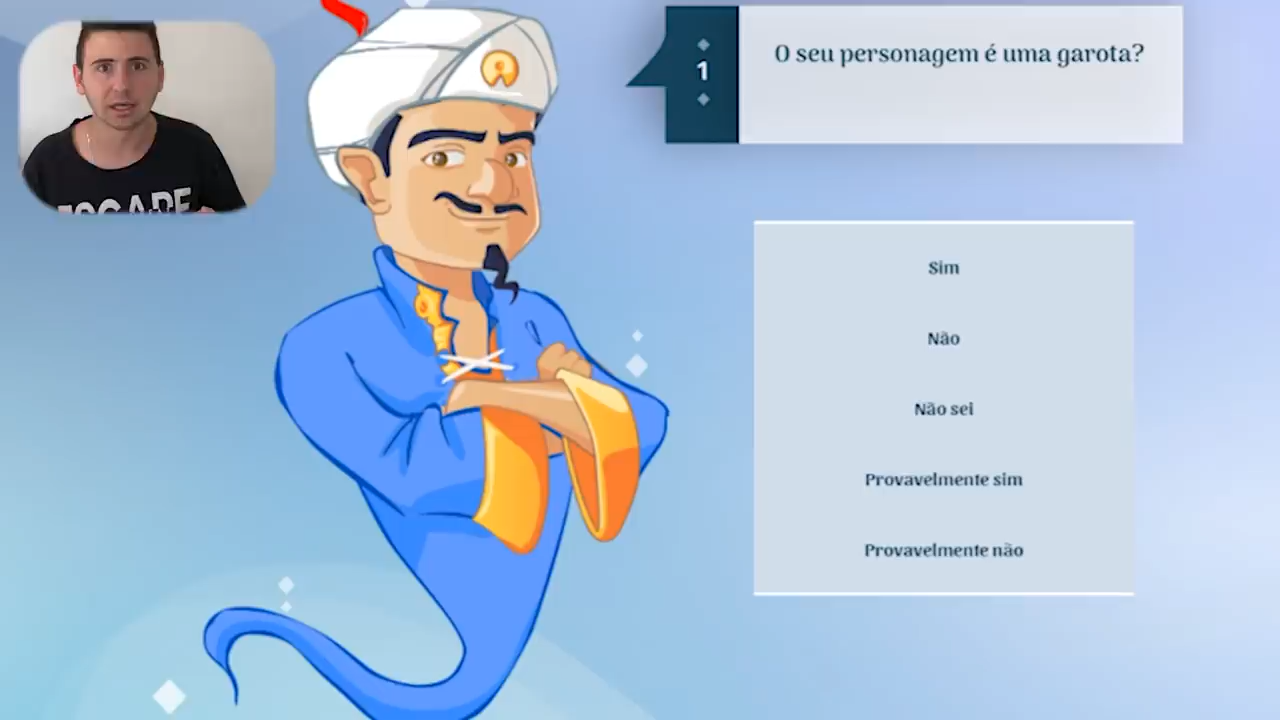 1
O seu personagem é uma garota?
Sim
Não
Não sei
Provavelmente sim
Provavelmente não